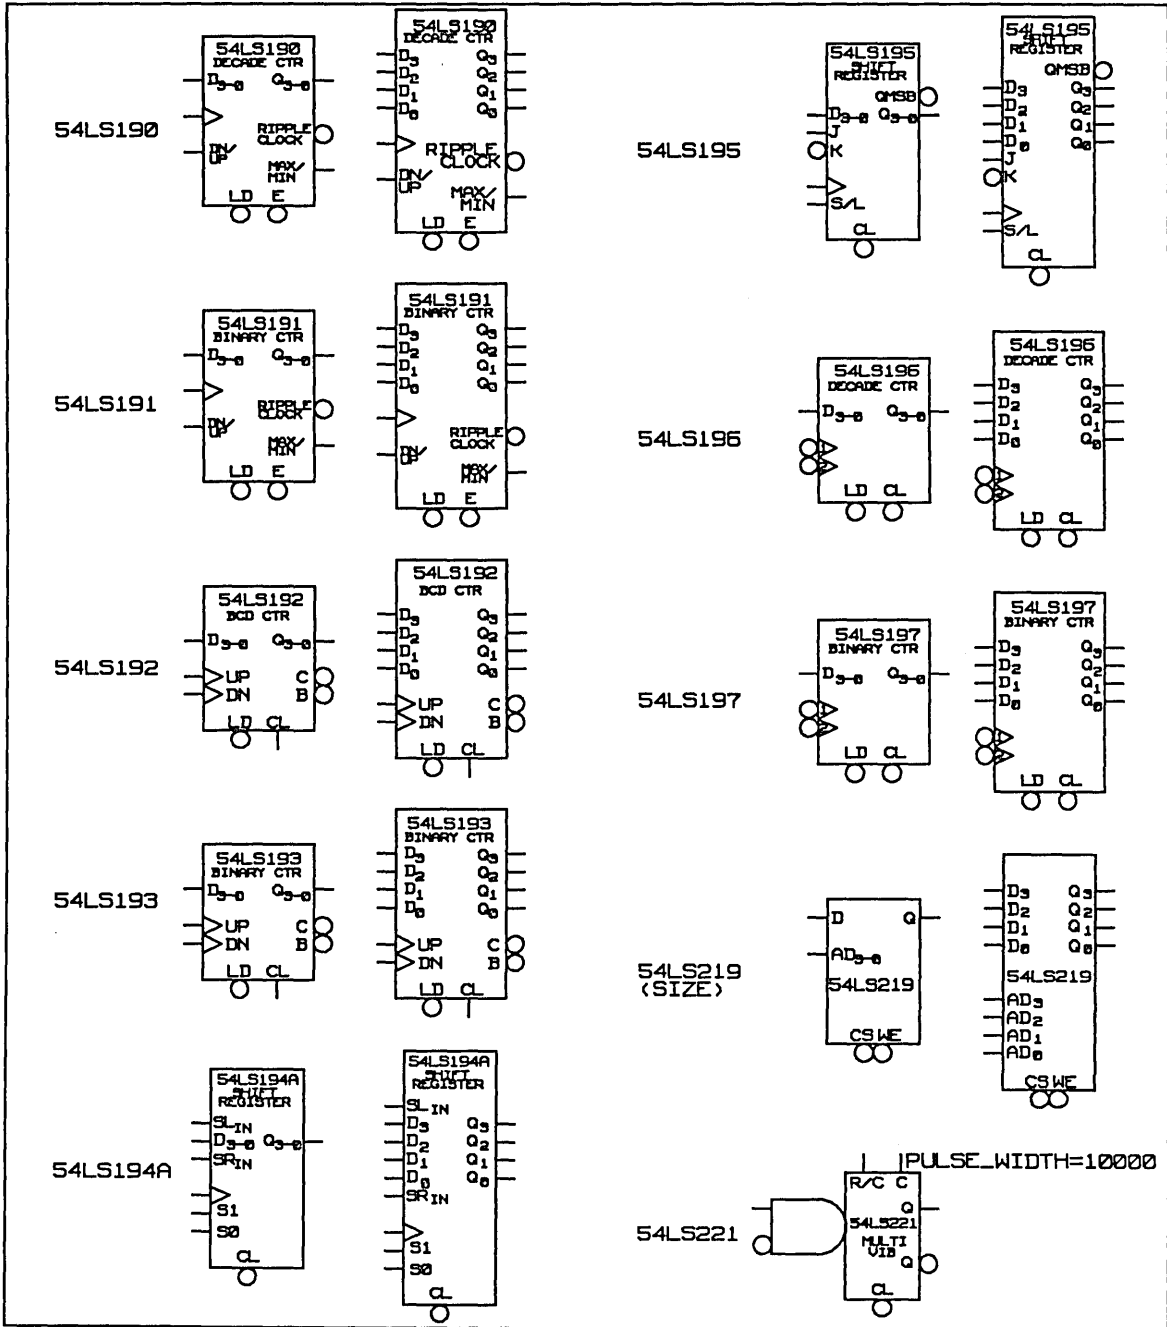 54LS190
54LS190
DECADE CTR
D3-0 Q3-0
RIPPLE
CLOCK
DN/
UP
MAX/
MIN
LD E
54LS190
DECADE CTR
D3 Q3
D2 Q2
D1 Q1
D0 Q0
RIPPLE
CLOCK
DN/
UP
MAX/
MIN
LD E
54LS191
54LS191
BINARY CTR
D3-0 Q3-0
RIPPLE
CLOCK
DN/
UP
MAX/
MIN
LD E
54LS191
BINARY CTR
D3 Q3
D2 Q2
D1 Q1
D0 Q0
RIPPLE
CLOCK
DN/
UP
MAX/
MIN
LD E
54LS192
54LS192
BCD CTR
D3-0 Q3-0
UP C
DN B
LD CL
54LS192
BCD CTR
D3 Q3
D2 Q2
D1 Q1
D0 Q0
UP C
DN B
LD CL
54LS193
54LS193
BINARY CTR
D3-0 Q3-0
UP C
DN B
LD CL
54LS193
BINARY CTR
D3 Q3
D2 Q2
D1 Q1
D0 Q0
UP C
DN B
LD CL
54LS194A
54LS194A
SHIFT
REGISTER
SLIN
D3-0 Q3-0
SRIN
S1
S0
CL
54LS194A
SHIFT
REGISTER
SLIN
D3 Q3
D2 Q2
D1 Q1
D0 Q0
SRIN
S1
S0
CL
54LS195
54LS195
SHIFT
REGISTER
QMSB
D3-0 Q3-0
J
K
S/L
CL
54LS195
SHIFT
REGISTER
QMSB
D3 Q3
D2 Q2
D1 Q1
D0 Q0
J
K
S/L
CL
54LS196
54LS196
DECADE CTR
D3-0 Q3-0
1
2
LD CL
54LS196
DECADE CTR
D3 Q3
D2 Q2
D1 Q1
D0 Q0
1
2
LD CL
54LS197
54LS197
BINARY CTR
D3-0 Q3-0
1
2
LD CL
54LS197
BINARY CTR
D3 Q3
D2 Q2
D1 Q1
D0 Q0
1
2
LD CL
54LS219
(SIZE)
D Q
AD3-0
54LS219
CS WE
D3 Q3
D2 Q2
D1 Q1
D0 Q0
54LS219
AD3
AD2
AD1
AD0
CS WE
54LS221
PULSE_WIDTH=10000
R/C C
Q
54LS221
MULTI
VIB
Q
CL